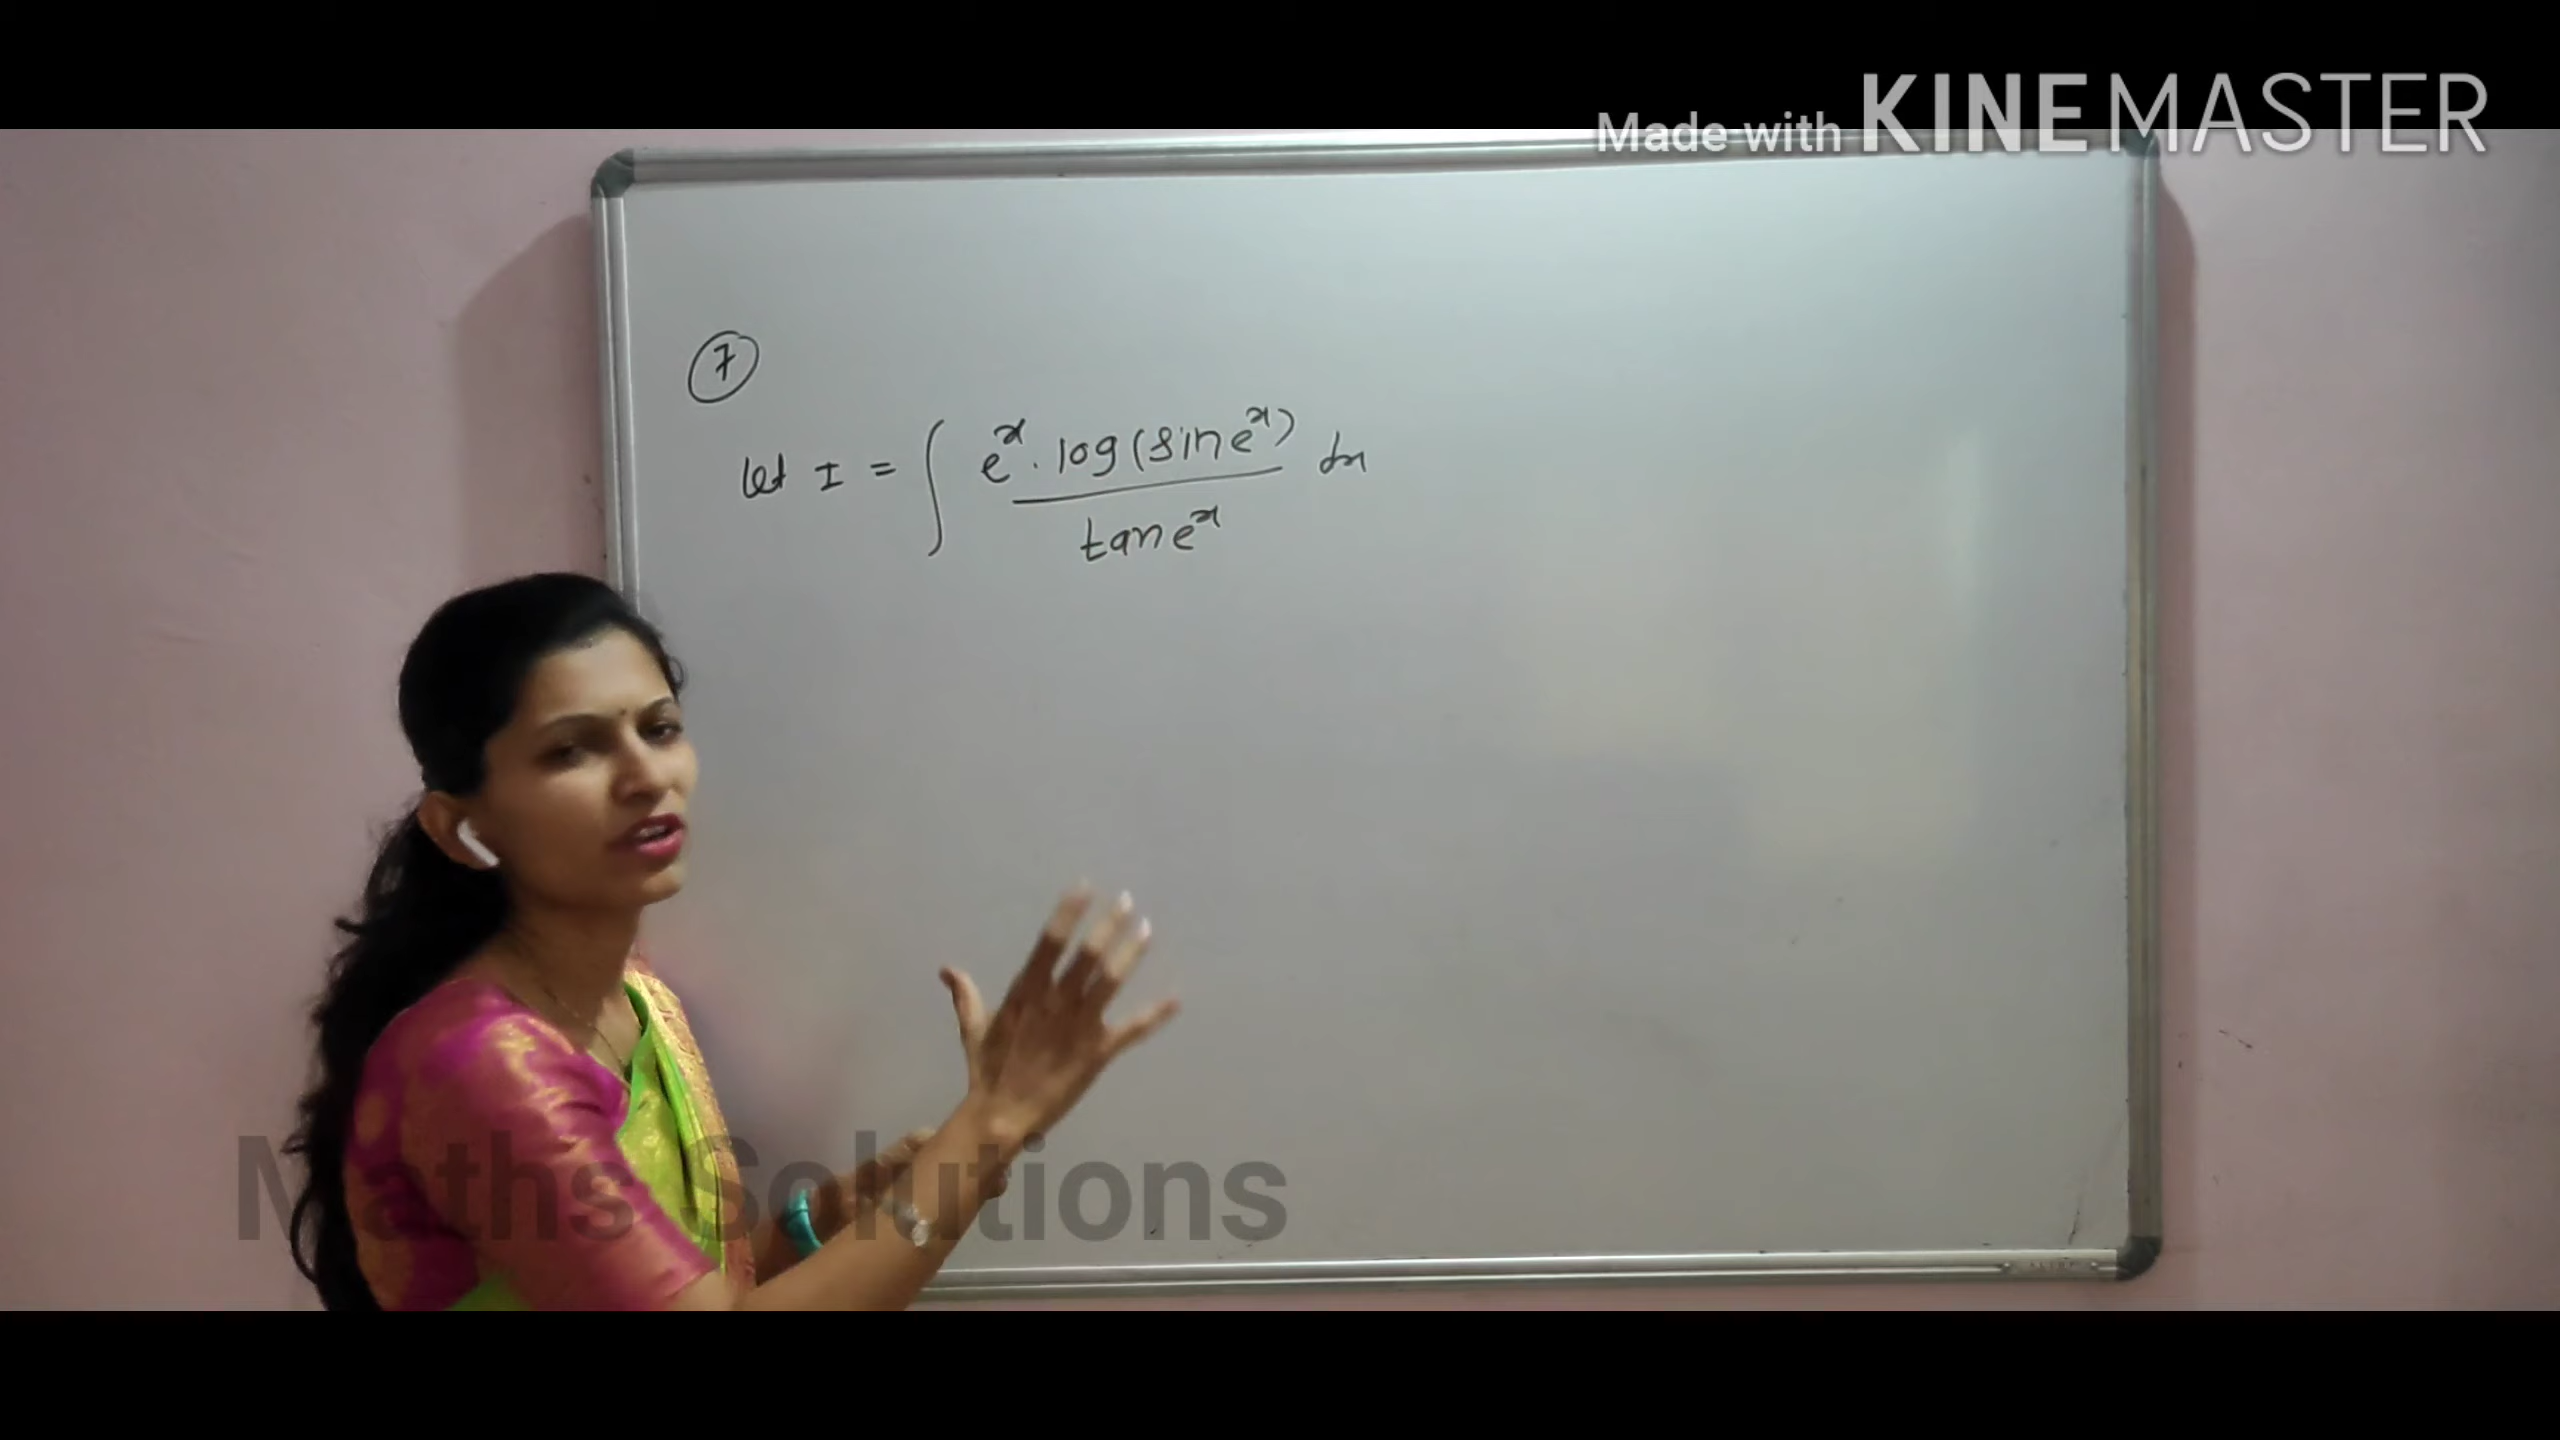 Made with KINEMASTER
7
let I = ∫ e^x . log(sin e^x) / tan e^x dx
Maths Solutions